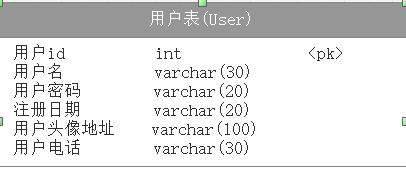 用户表(User)
用户id int <pk>
用户名 varchar(30)
用户密码 varchar(20)
注册日期 varchar(20)
用户头像地址 varchar(100)
用户电话 varchar(30)